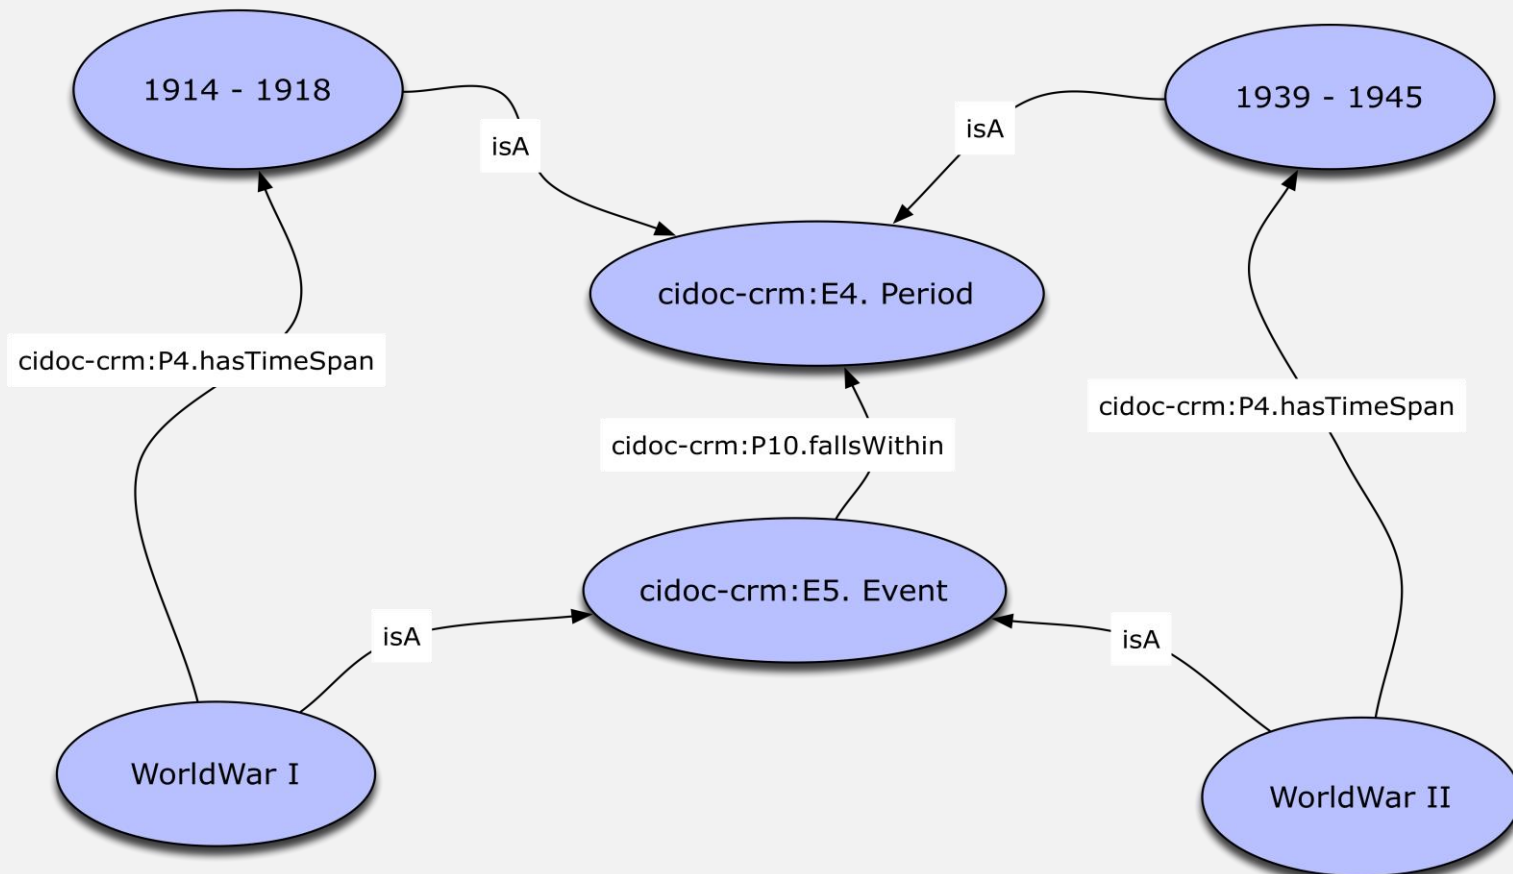 1914 - 1918
1939 - 1945
isA
isA
cidoc-crm:E4. Period
cidoc-crm:P4.hasTimeSpan
cidoc-crm:P4.hasTimeSpan
cidoc-crm:P10.fallsWithin
cidoc-crm:E5. Event
isA
isA
WorldWar I
WorldWar II